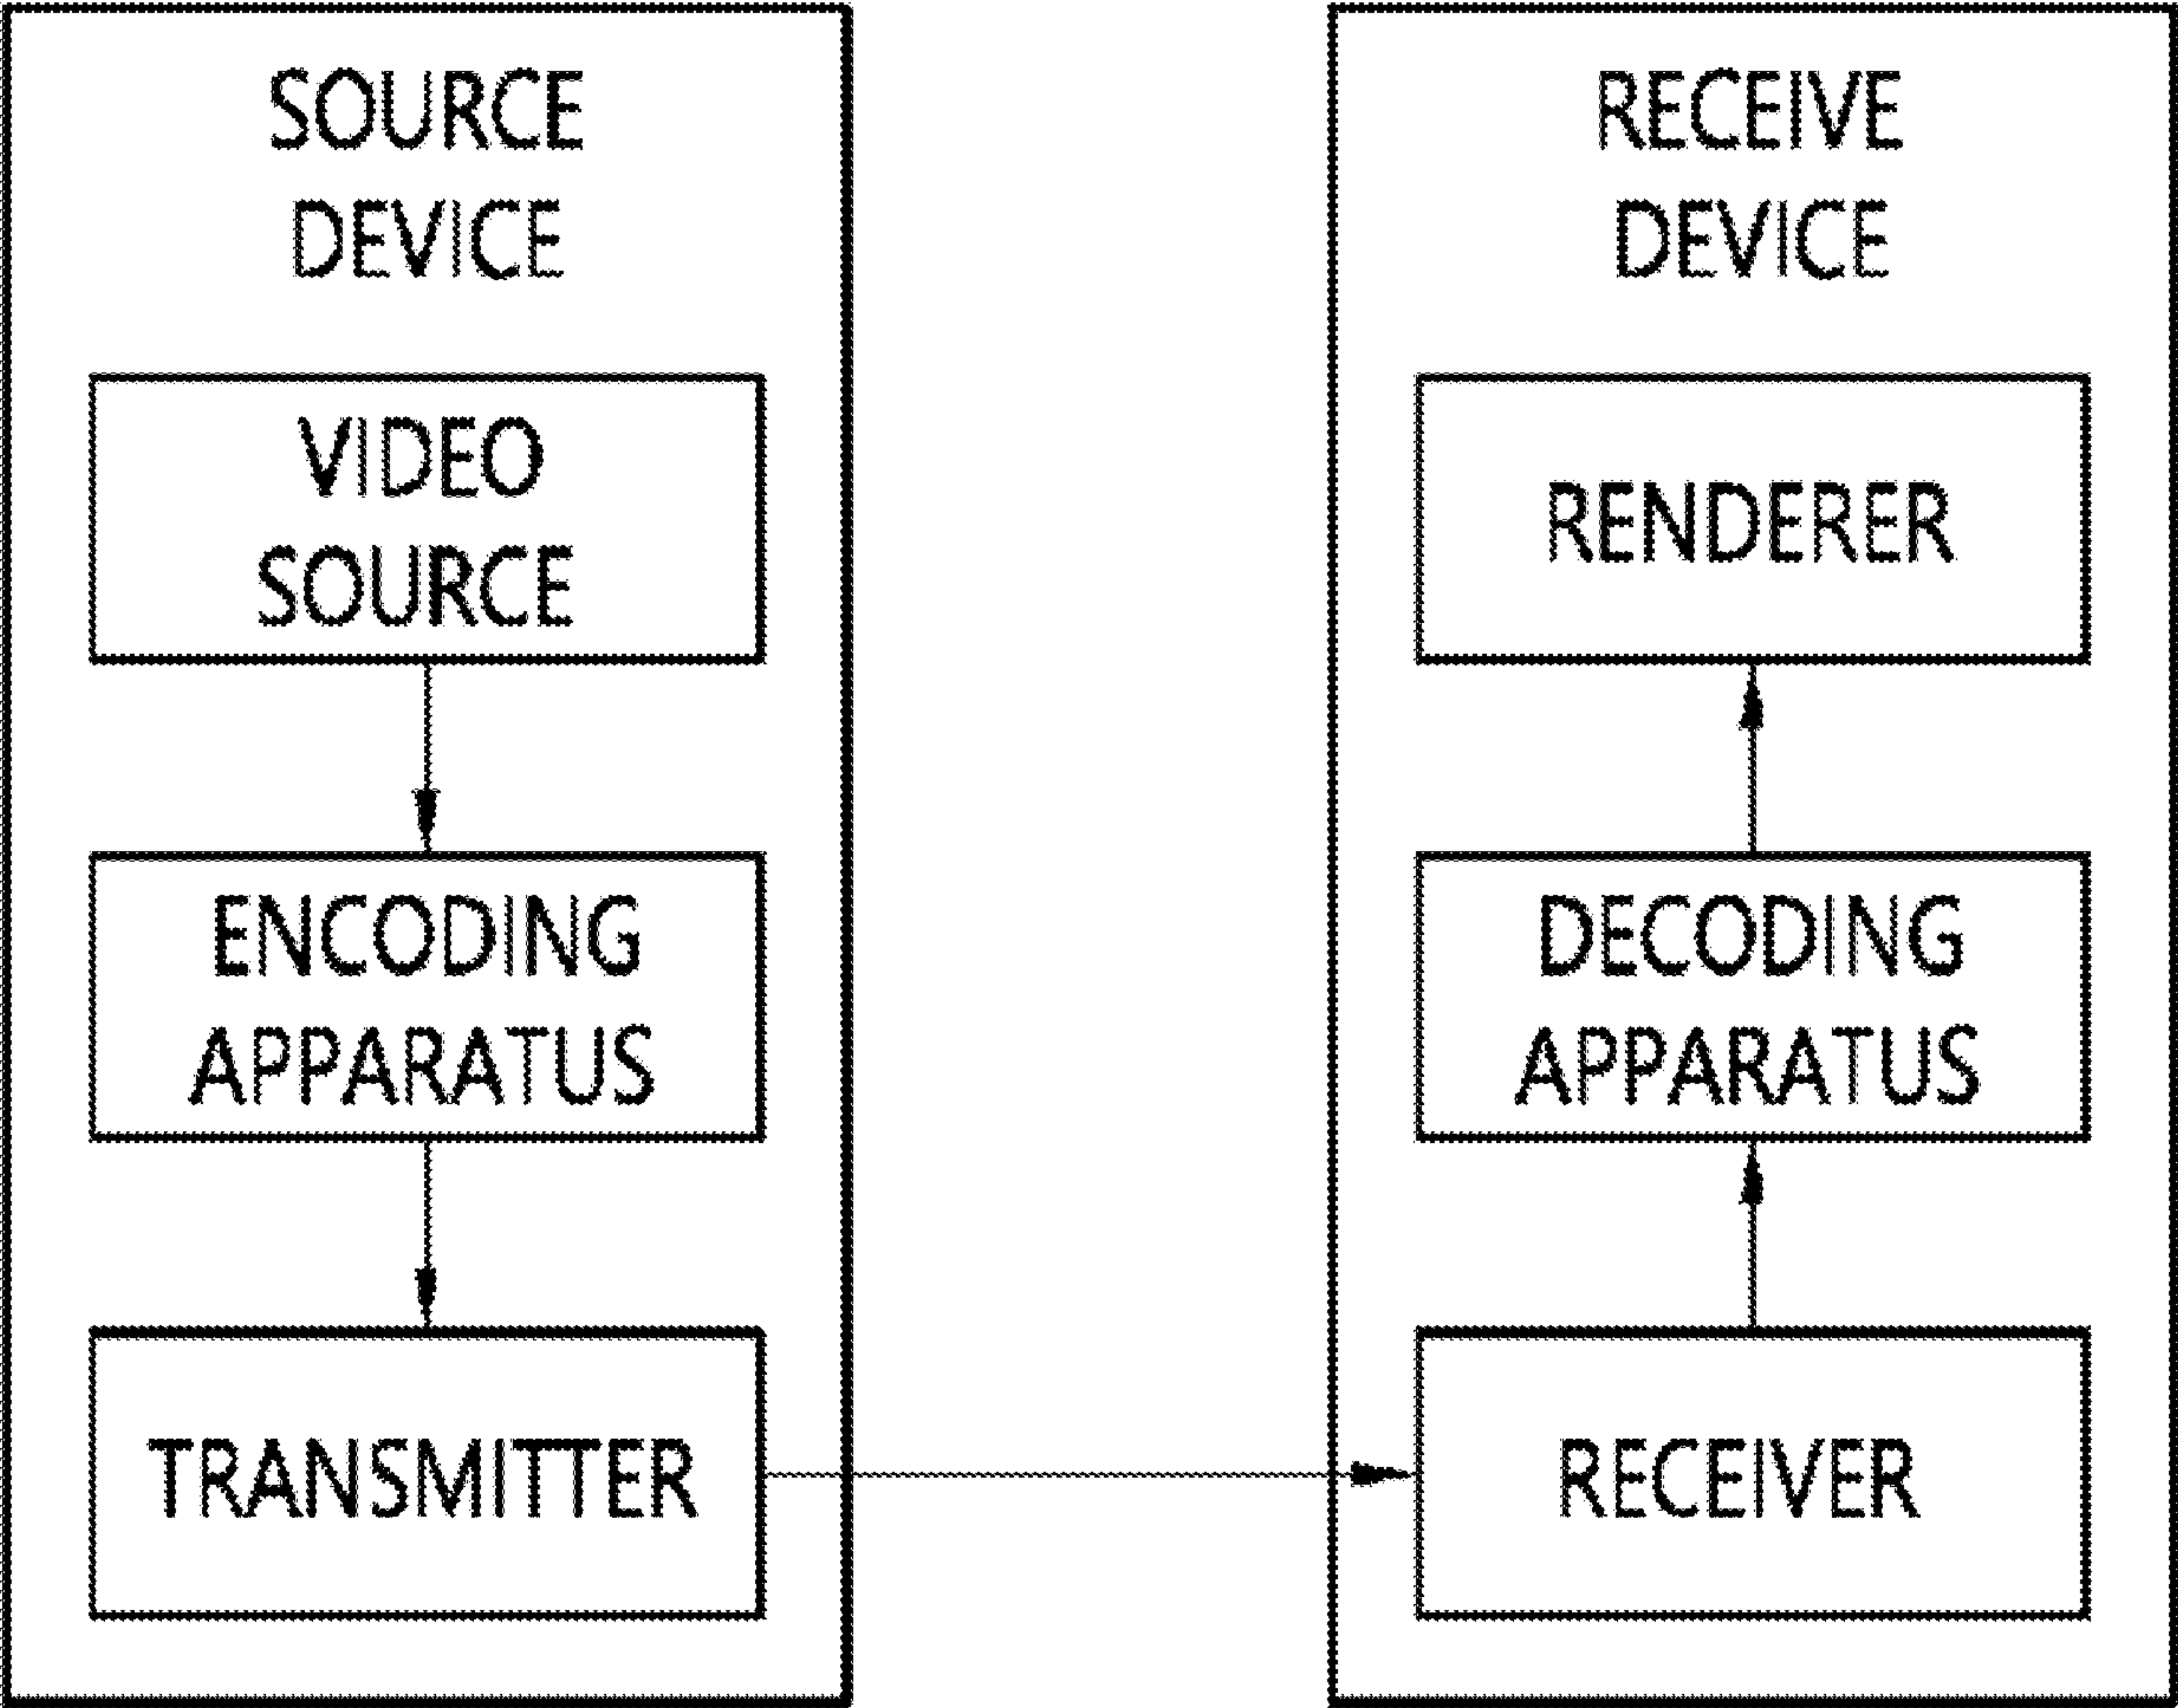 SOURCE
DEVICE
VIDEO
SOURCE
ENCODING
APPARATUS
TRANSMITTER
RECEIVE
DEVICE
RENDERER
DECODING
APPARATUS
RECEIVER